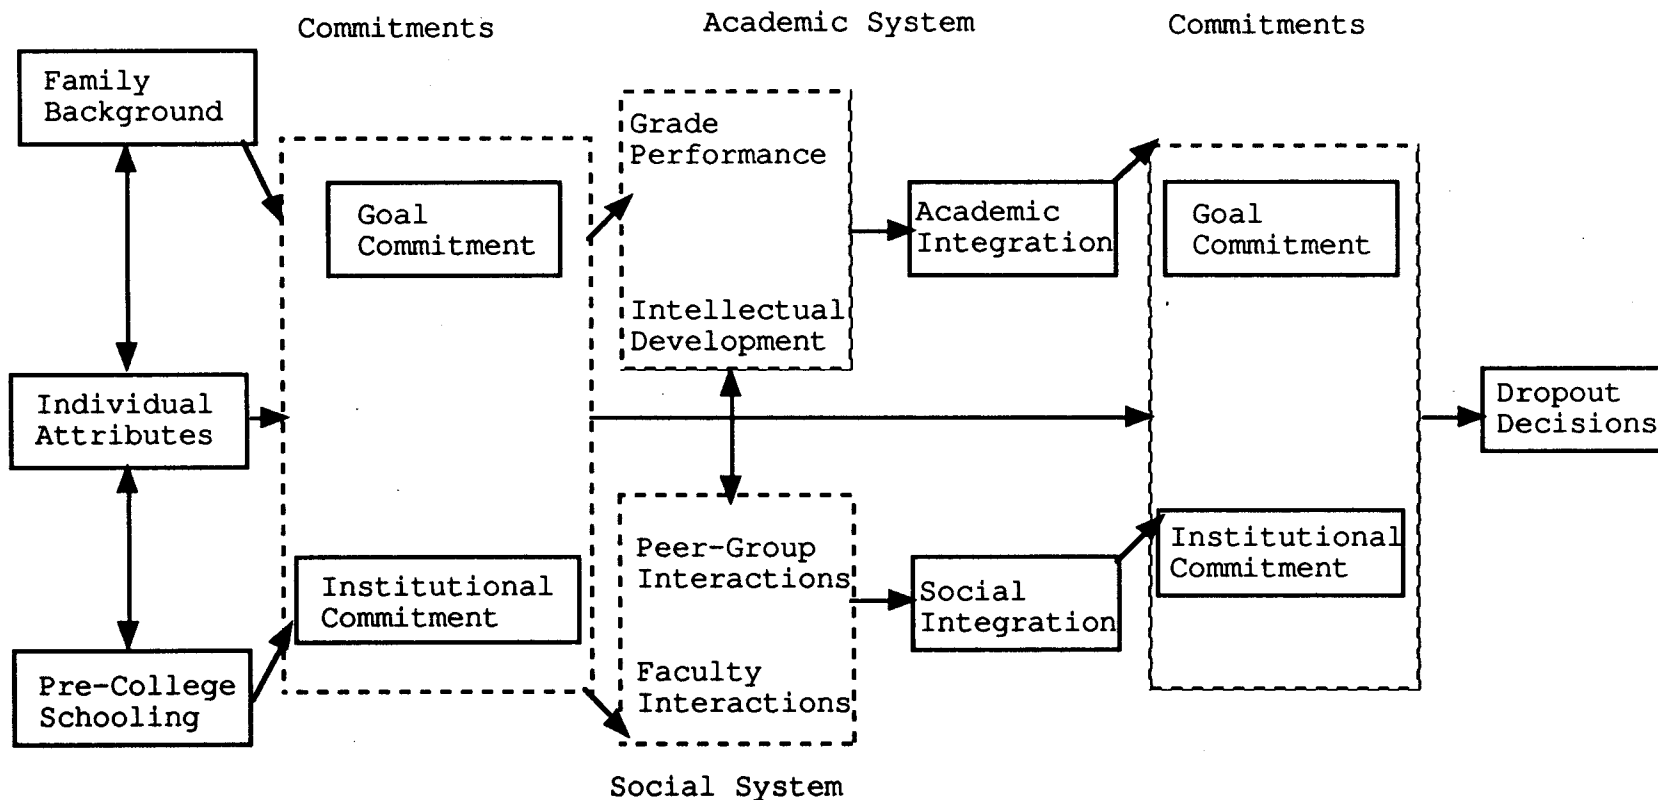 Commitments
Academic System
Commitments
Family
Background
Grade
Performance
Goal
Commitment
Academic
Integration
Goal
Commitment
Intellectual
Development
Individual
Attributes
Dropout
Decisions
Peer-Group
Interactions
Institutional
Commitment
Institutional
Commitment
Social
Integration
Faculty
Interactions
Pre-College
Schooling
Social System